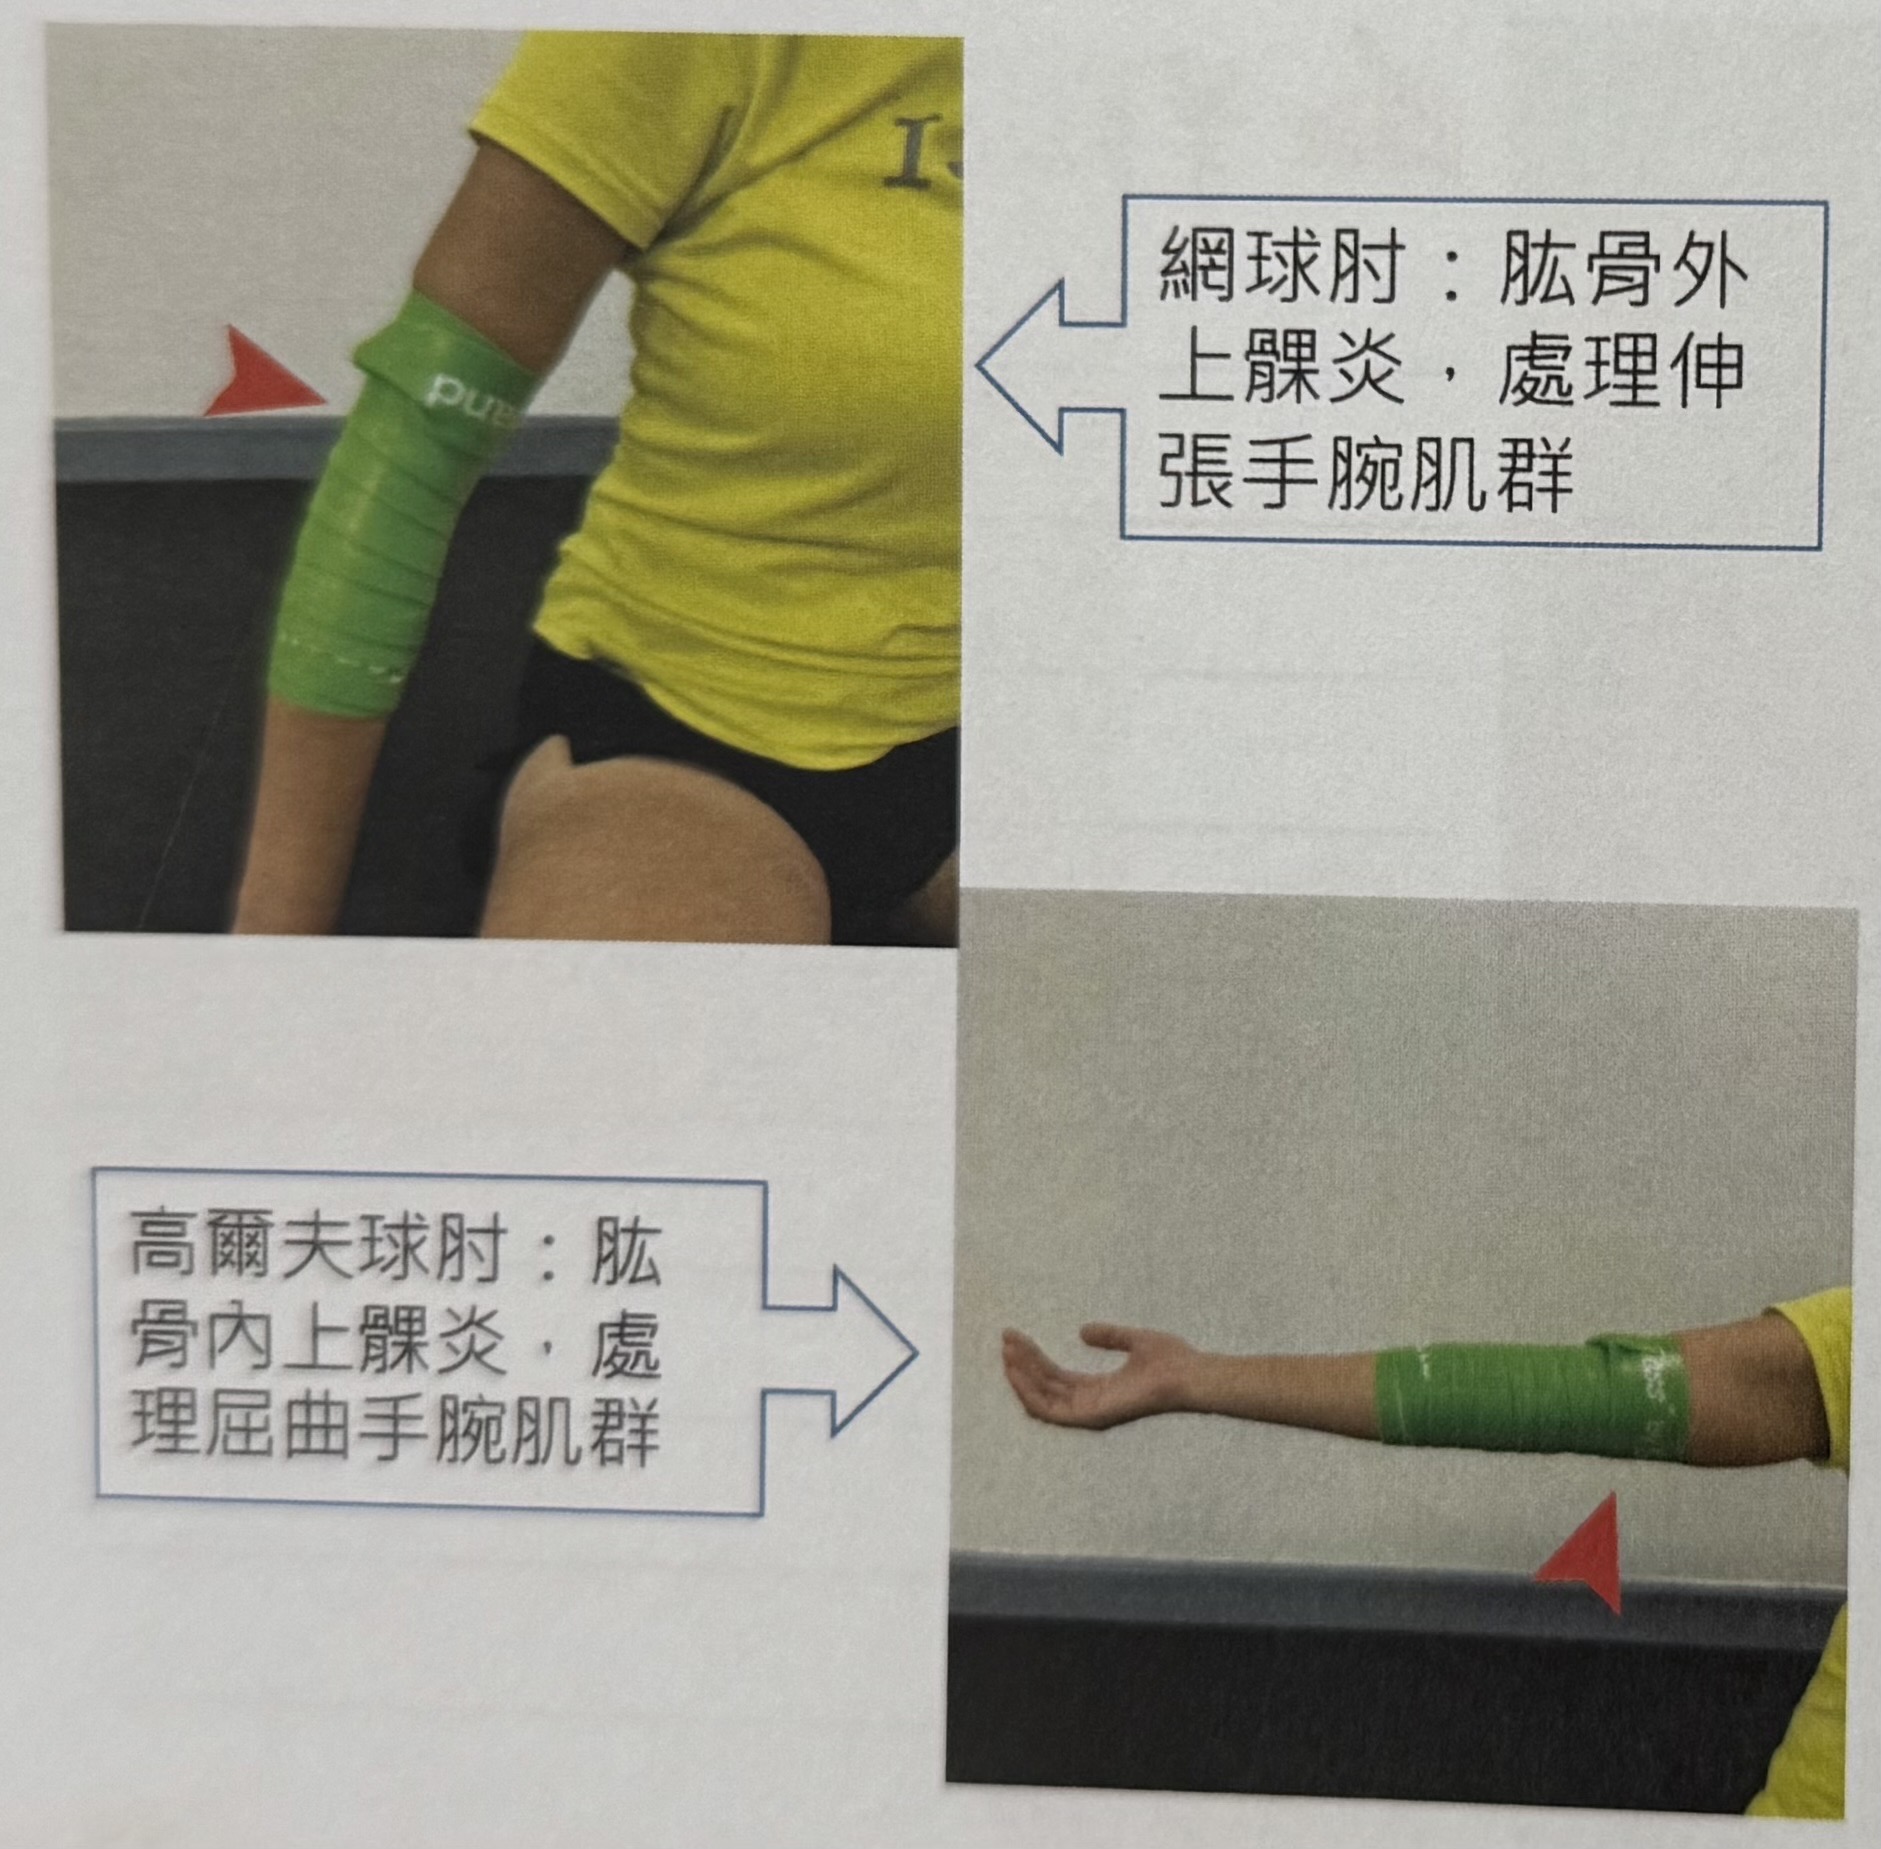 網球肘：肱骨外
上髁炎，處理伸
張手腕肌群
高爾夫球肘：肱
骨內上髁炎，處
理屈曲手腕肌群